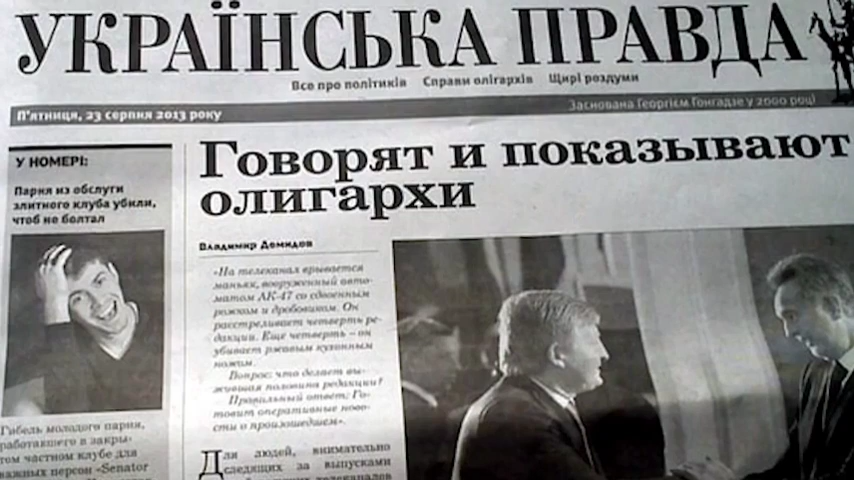 УКРАЇНСЬКА ПРАВДА
Все про політиків Справи олігархів Щирі роздуми
П'ятниця, 23 серпня 2013 року
Заснована Георгієм Гонгадзе у 2000 році
У НОМЕРІ:
Парня из обслуги
элитного клуба убили,
чтоб не болтал
Гибель молодого парня,
работавшего в закры-
том частном клубе для
важных персон «Senator
Говорят и показывают
олигархи
Владимир Демидов
«На телеканал врывается
маньяк, вооруженный авто-
матом АК-47 со сдвоенным
рожком и дробовиком. Он
расстреливает четверть ре-
дакции. Еще четверть – он
убивает ржавым кухонным
ножом.
Вопрос: что делает вы-
жившая половина редакции?
Правильный ответ: Го-
товит оперативные ново-
сти о произошедшем».
Для людей, внимательно
следящих за выпусками
телеканалов